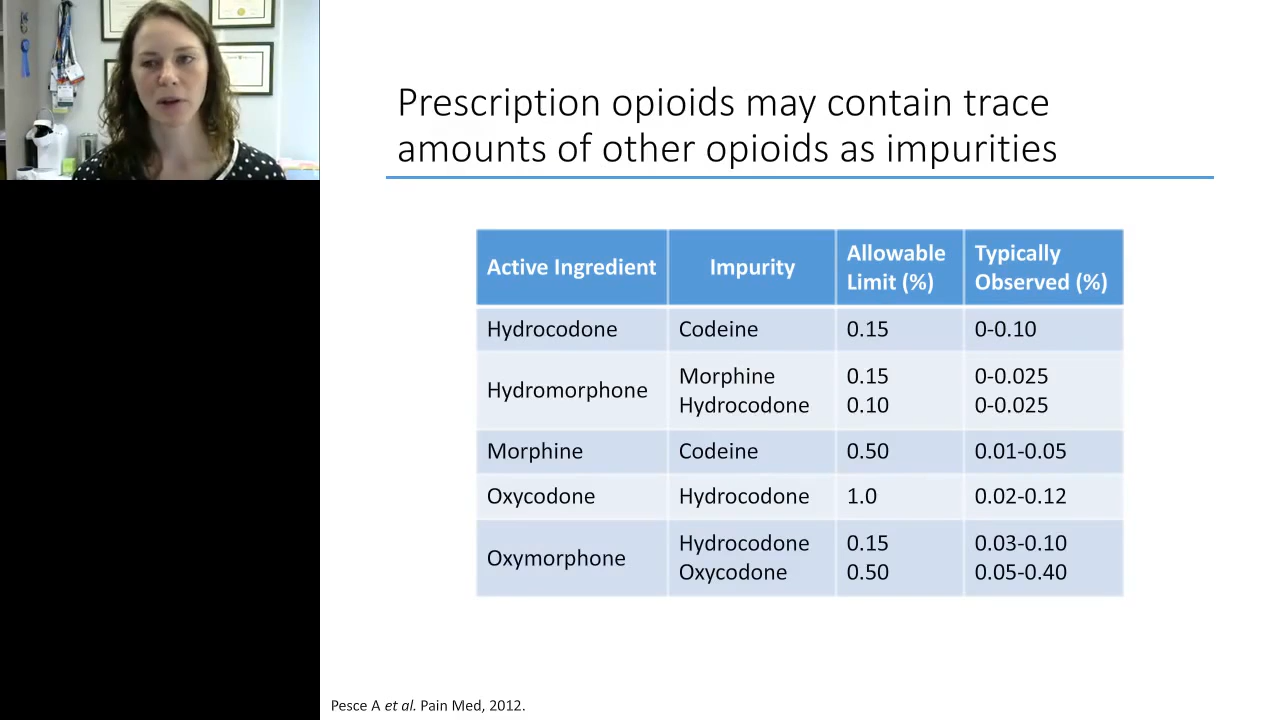 Prescription opioids may contain trace
amounts of other opioids as impurities
Active Ingredient Impurity Allowable Limit (%) Typically Observed (%)
Hydrocodone Codeine 0.15 0-0.10
Hydromorphone Morphine 0.15 0-0.025
Hydrocodone 0.10 0-0.025
Morphine Codeine 0.50 0.01-0.05
Oxycodone Hydrocodone 1.0 0.02-0.12
Oxymorphone Hydrocodone 0.15 0.03-0.10
Oxycodone 0.50 0.05-0.40
Pesce A et al. Pain Med, 2012.